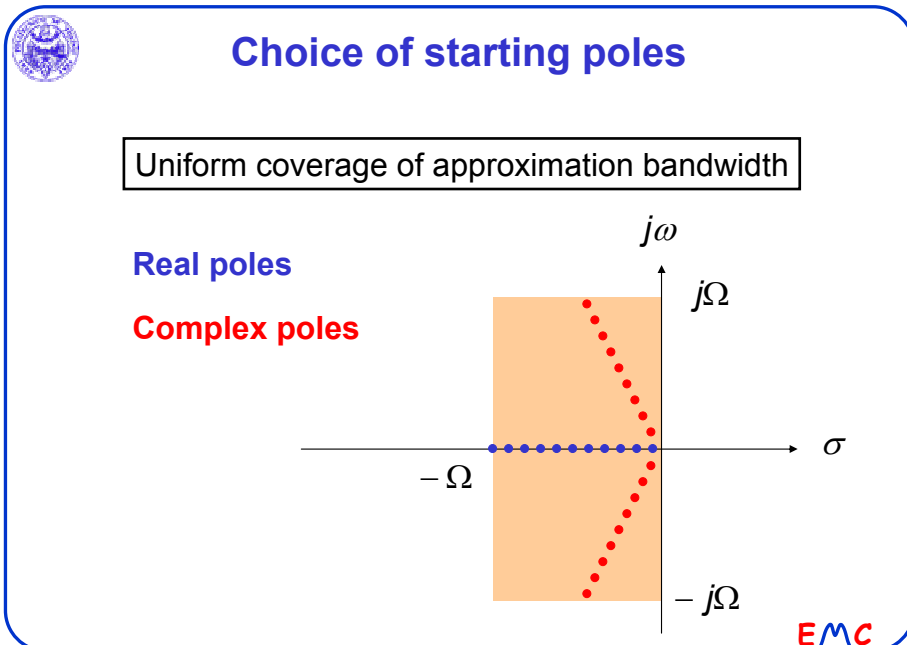 Choice of starting poles
Uniform coverage of approximation bandwidth
Real poles
Complex poles
jω
jΩ
σ
− Ω
− jΩ
EMC